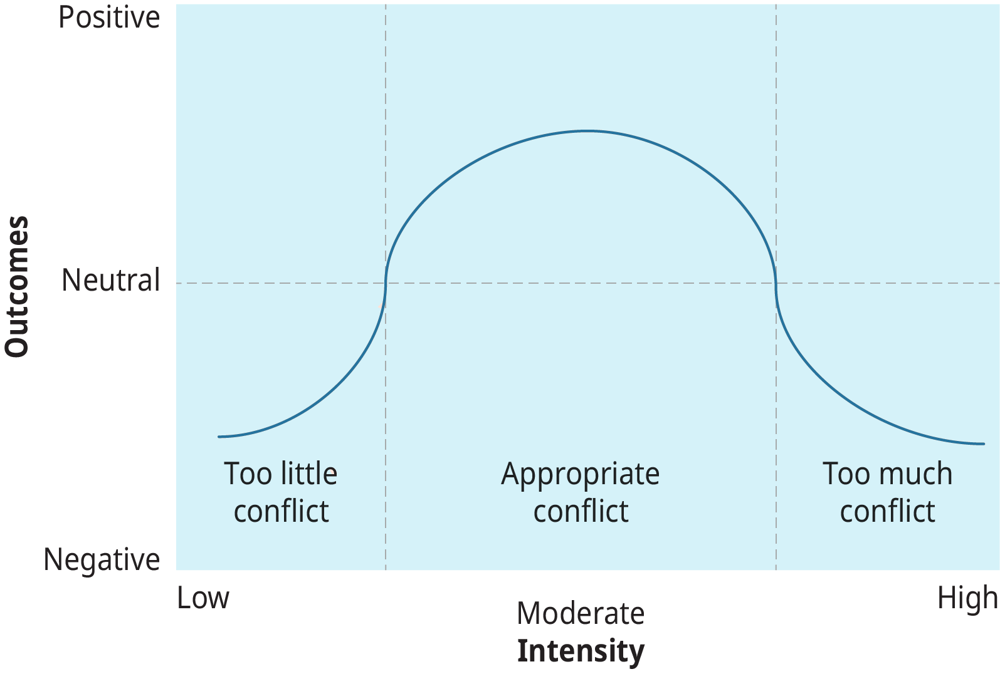 Positive
Outcomes
Neutral
Too little
conflict
Appropriate
conflict
Too much
conflict
Negative
Low
Moderate
High
Intensity